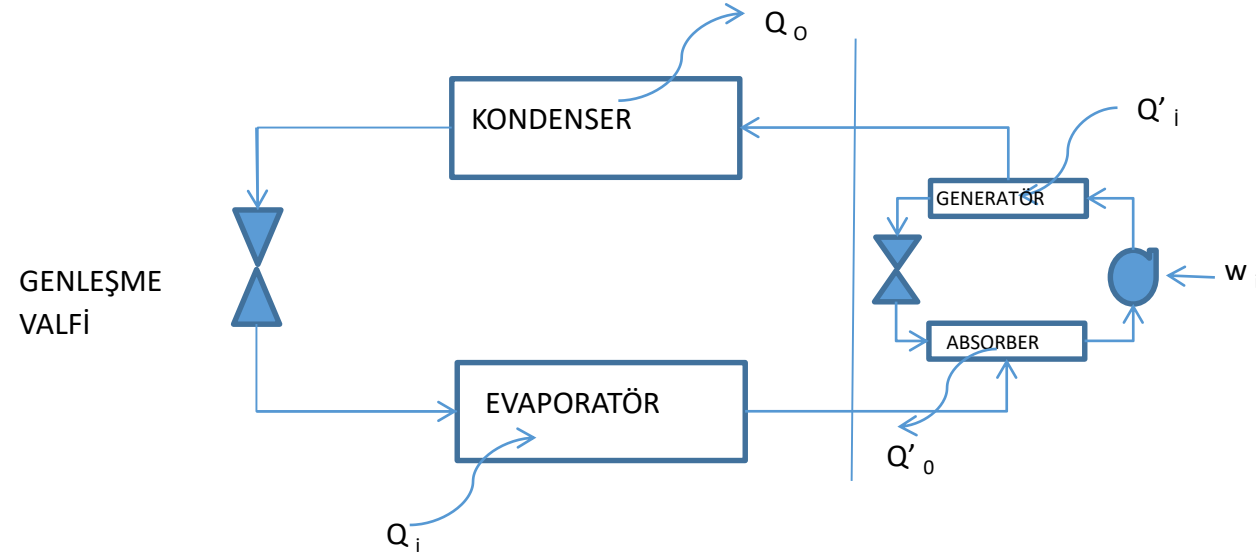 Q O
KONDENSER
Q’ i
GENERATÖR
GENLEŞME
VALFİ
w i
ABSORBER
EVAPORATÖR
Q’ 0
Q i